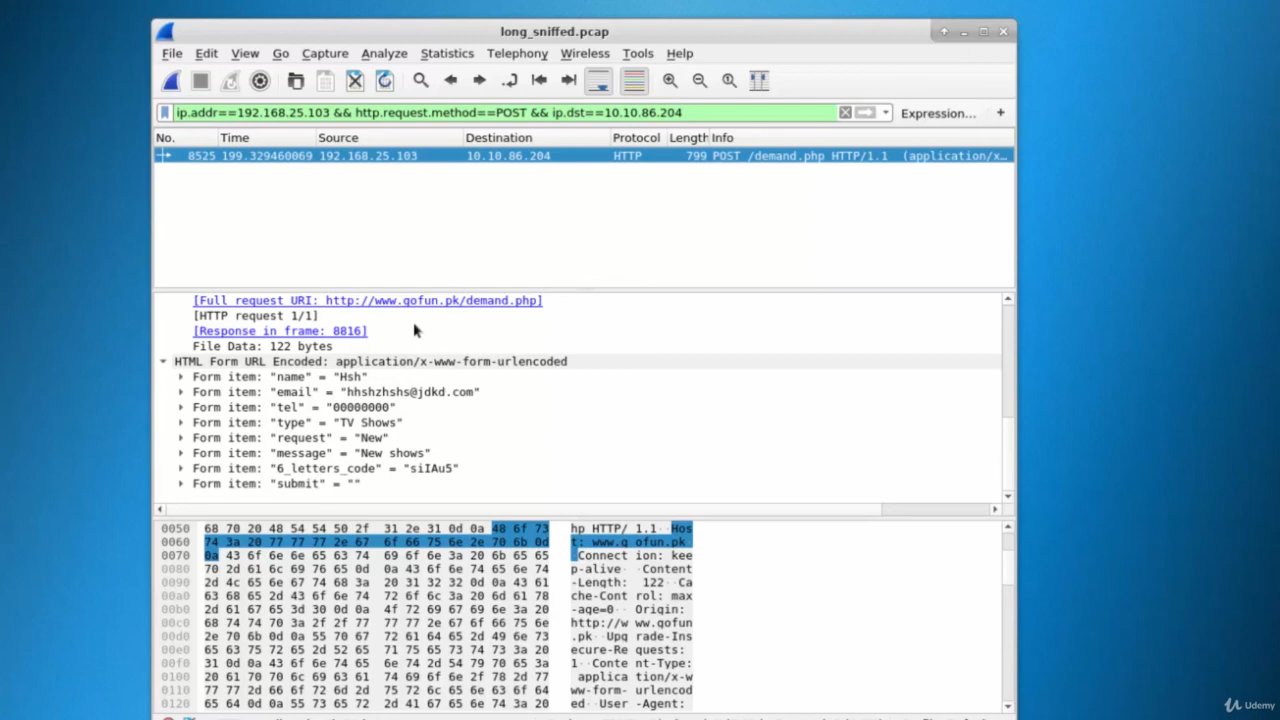 long_sniffed.pcap
File Edit View Go Capture Analyze Statistics Telephony Wireless Tools Help
ip.addr==192.168.25.103 && http.request.method==POST && ip.dst==10.10.86.204 Expression... +
No. Time Source Destination Protocol Length Info
8525 199.329460069 192.168.25.103 10.10.86.204 HTTP 799 POST /demand.php HTTP/1.1 (application/x…
[Full request URI: http://www.gofun.pk/demand.php]
[HTTP request 1/1]
[Response in frame: 8816]
File Data: 122 bytes
HTML Form URL Encoded: application/x-www-form-urlencoded
Form item: "name" = "Hsh"
Form item: "email" = "hhshzhshs@jdkd.com"
Form item: "tel" = "00000000"
Form item: "type" = "TV Shows"
Form item: "request" = "New"
Form item: "message" = "New shows"
Form item: "6_letters_code" = "siIAu5"
Form item: "submit" = ""
0050 68 70 20 48 54 54 50 2f 31 2e 31 0d 0a 48 6f 73 hp HTTP/ 1.1··Hos
0060 74 3a 20 77 77 77 2e 67 6f 66 75 6e 2e 70 6b 0d t: www.g ofun.pk·
0070 0a 43 6f 6e 6e 65 63 74 69 6f 6e 3a 20 6b 65 65 ·Connect ion: kee
0080 70 2d 61 6c 69 76 65 0d 0a 43 6f 6e 74 65 6e 74 p-alive· ·Content
0090 2d 4c 65 6e 67 74 68 3a 20 31 32 32 0d 0a 43 61 -Length: 122··Ca
00a0 63 68 65 2d 43 6f 6e 74 72 6f 6c 3a 20 6d 61 78 che-Cont rol: max
00b0 2d 61 67 65 3d 30 0d 0a 4f 72 69 67 69 6e 3a 20 -age=0·· Origin:
00c0 68 74 74 70 3a 2f 2f 77 77 77 2e 67 6f 66 75 6e http://w ww.gofun
00d0 2e 70 6b 0d 0a 55 70 67 72 61 64 65 2d 49 6e 73 .pk··Upg rade-Ins
00e0 65 63 75 72 65 2d 52 65 71 75 65 73 74 73 3a 20 ecure-Re quests:
00f0 31 0d 0a 43 6f 6e 74 65 6e 74 2d 54 79 70 65 3a 1··Conte nt-Type:
0100 20 61 70 70 6c 69 63 61 74 69 6f 6e 2f 78 2d 77 applica tion/x-w
0110 77 77 2d 66 6f 72 6d 2d 75 72 6c 65 6e 63 6f 64 ww-form- urlencod
0120 65 64 0d 0a 55 73 65 72 2d 41 67 65 6e 74 3a 20 ed··User -Agent:
Udemy